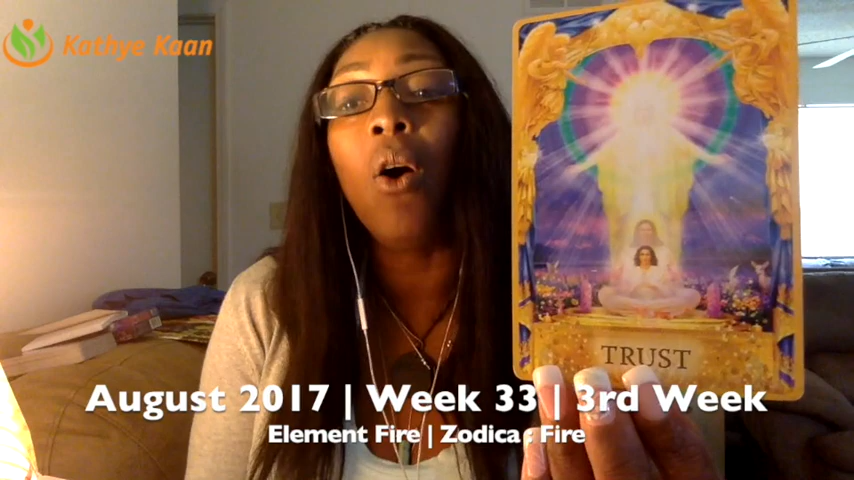 Kathye Kaan
TRUST
August 2017 | Week 33 | 3rd Week
Element Fire | Zodica : Fire